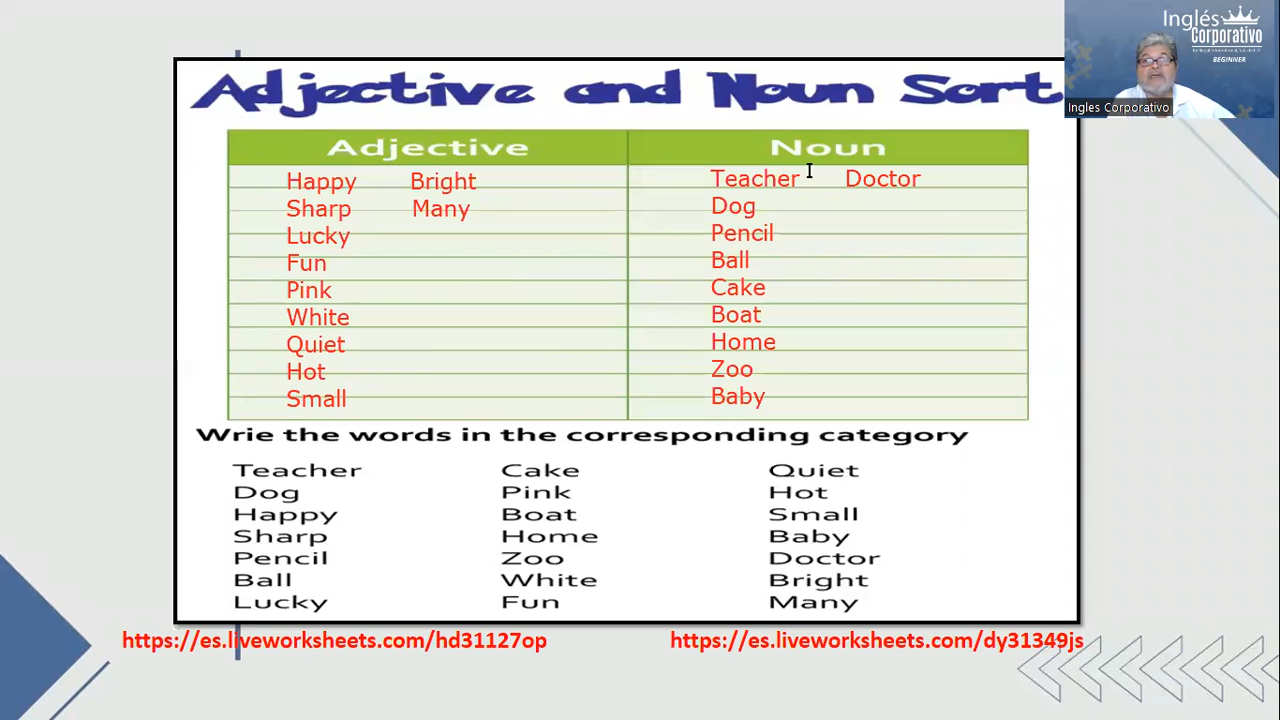 Inglés
Corporativo
BEGINNER
Ingles Corporativo
Adjective and Noun Sort
Adjective Noun
Happy Bright Teacher Doctor
Sharp Many Dog
Lucky Pencil
Fun Ball
Pink Cake
White Boat
Quiet Home
Hot Zoo
Small Baby
Wrie the words in the corresponding category
Teacher Cake Quiet
Dog Pink Hot
Happy Boat Small
Sharp Home Baby
Pencil Zoo Doctor
Ball White Bright
Lucky Fun Many
https://es.liveworksheets.com/hd31127op https://es.liveworksheets.com/dy31349js